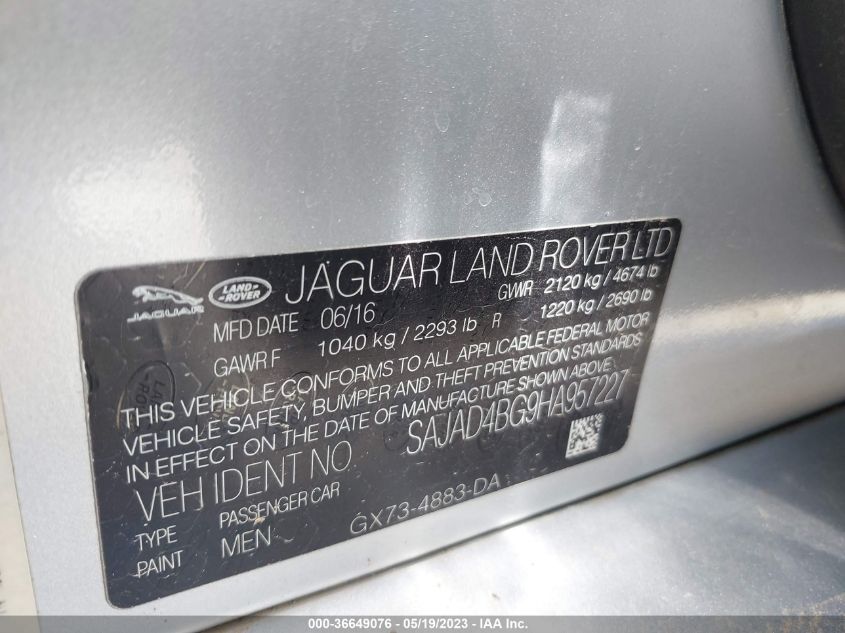 JAGUAR
LAND-
-ROVER
JAGUAR LAND ROVER LTD
MFD DATE 06/16 GVWR 2120 kg / 4674 lb
GAWR F 1040 kg / 2293 lb R 1220 kg / 2690 lb
THIS VEHICLE CONFORMS TO ALL APPLICABLE FEDERAL MOTOR
VEHICLE SAFETY, BUMPER AND THEFT PREVENTION STANDARDS
IN EFFECT ON THE DATE OF MANUFACTURE SHOWN ABOVE.
VEH IDENT NO SAJAD4BG9HA957227
TYPE PASSENGER CAR
PAINT MEN GX73-4883-DA
000-36649076 - 05/19/2023 - © IAA, Inc.